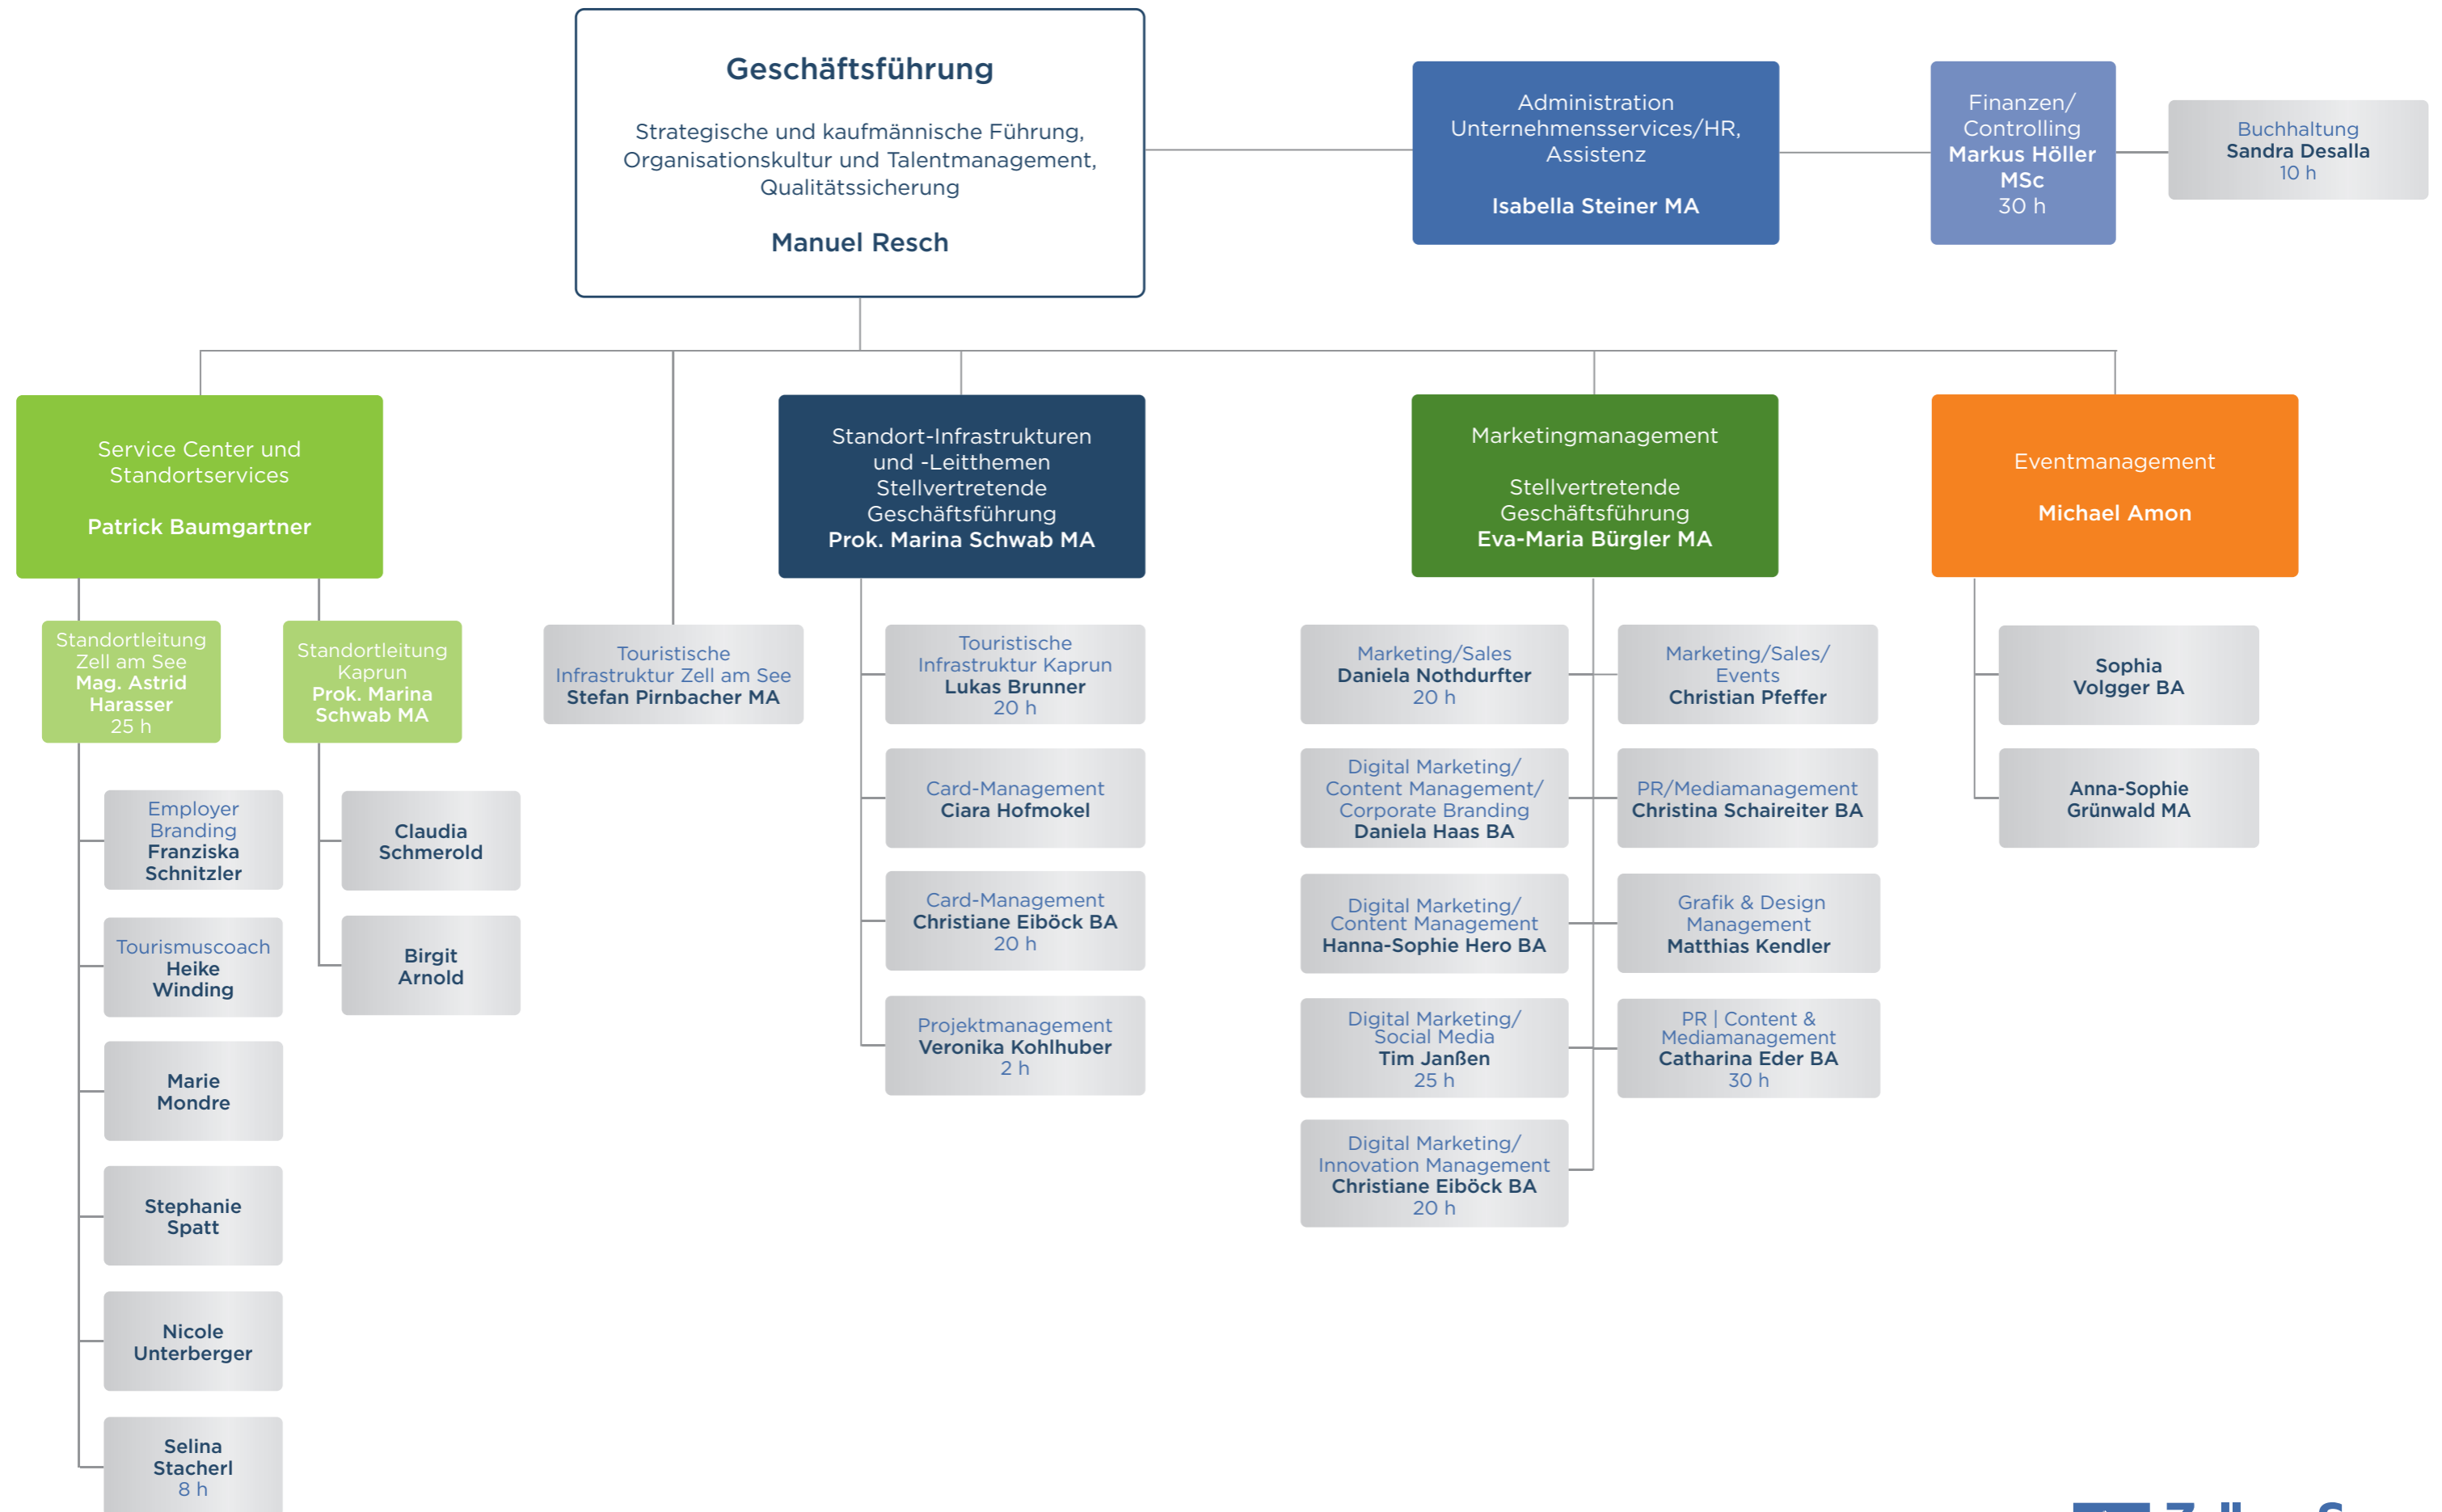 Geschäftsführung
Strategische und kaufmännische Führung,
Organisationskultur und Talentmanagement,
Qualitätssicherung
Manuel Resch
Administration
Unternehmensservices/HR,
Assistenz
Isabella Steiner MA
Finanzen/
Controlling
Markus Höller
MSc
30 h
Buchhaltung
Sandra Desalla
10 h
Service Center und
Standortservices
Patrick Baumgartner
Standortleitung
Zell am See
Mag. Astrid
Harasser
25 h
Employer
Branding
Franziska
Schnitzler
Tourismuscoach
Heike
Winding
Marie
Mondre
Stephanie
Spatt
Nicole
Unterberger
Selina
Stacherl
8 h
Standortleitung
Kaprun
Prok. Marina
Schwab MA
Claudia
Schmerold
Birgit
Arnold
Touristische
Infrastruktur Zell am See
Stefan Pirnbacher MA
Standort-Infrastrukturen
und -Leitthemen
Stellvertretende
Geschäftsführung
Prok. Marina Schwab MA
Touristische
Infrastruktur Kaprun
Lukas Brunner
20 h
Card-Management
Ciara Hofmokel
Card-Management
Christiane Eiböck BA
20 h
Projektmanagement
Veronika Kohlhuber
2 h
Marketingmanagement
Stellvertretende
Geschäftsführung
Eva-Maria Bürgler MA
Marketing/Sales
Daniela Nothdurfter
20 h
Digital Marketing/
Content Management/
Corporate Branding
Daniela Haas BA
Digital Marketing/
Content Management
Hanna-Sophie Hero BA
Digital Marketing/
Social Media
Tim Janßen
25 h
Digital Marketing/
Innovation Management
Christiane Eiböck BA
20 h
Marketing/Sales/
Events
Christian Pfeffer
PR/Mediamanagement
Christina Schaireiter BA
Grafik & Design
Management
Matthias Kendler
PR | Content &
Mediamanagement
Catharina Eder BA
30 h
Eventmanagement
Michael Amon
Sophia
Volgger BA
Anna-Sophie
Grünwald MA